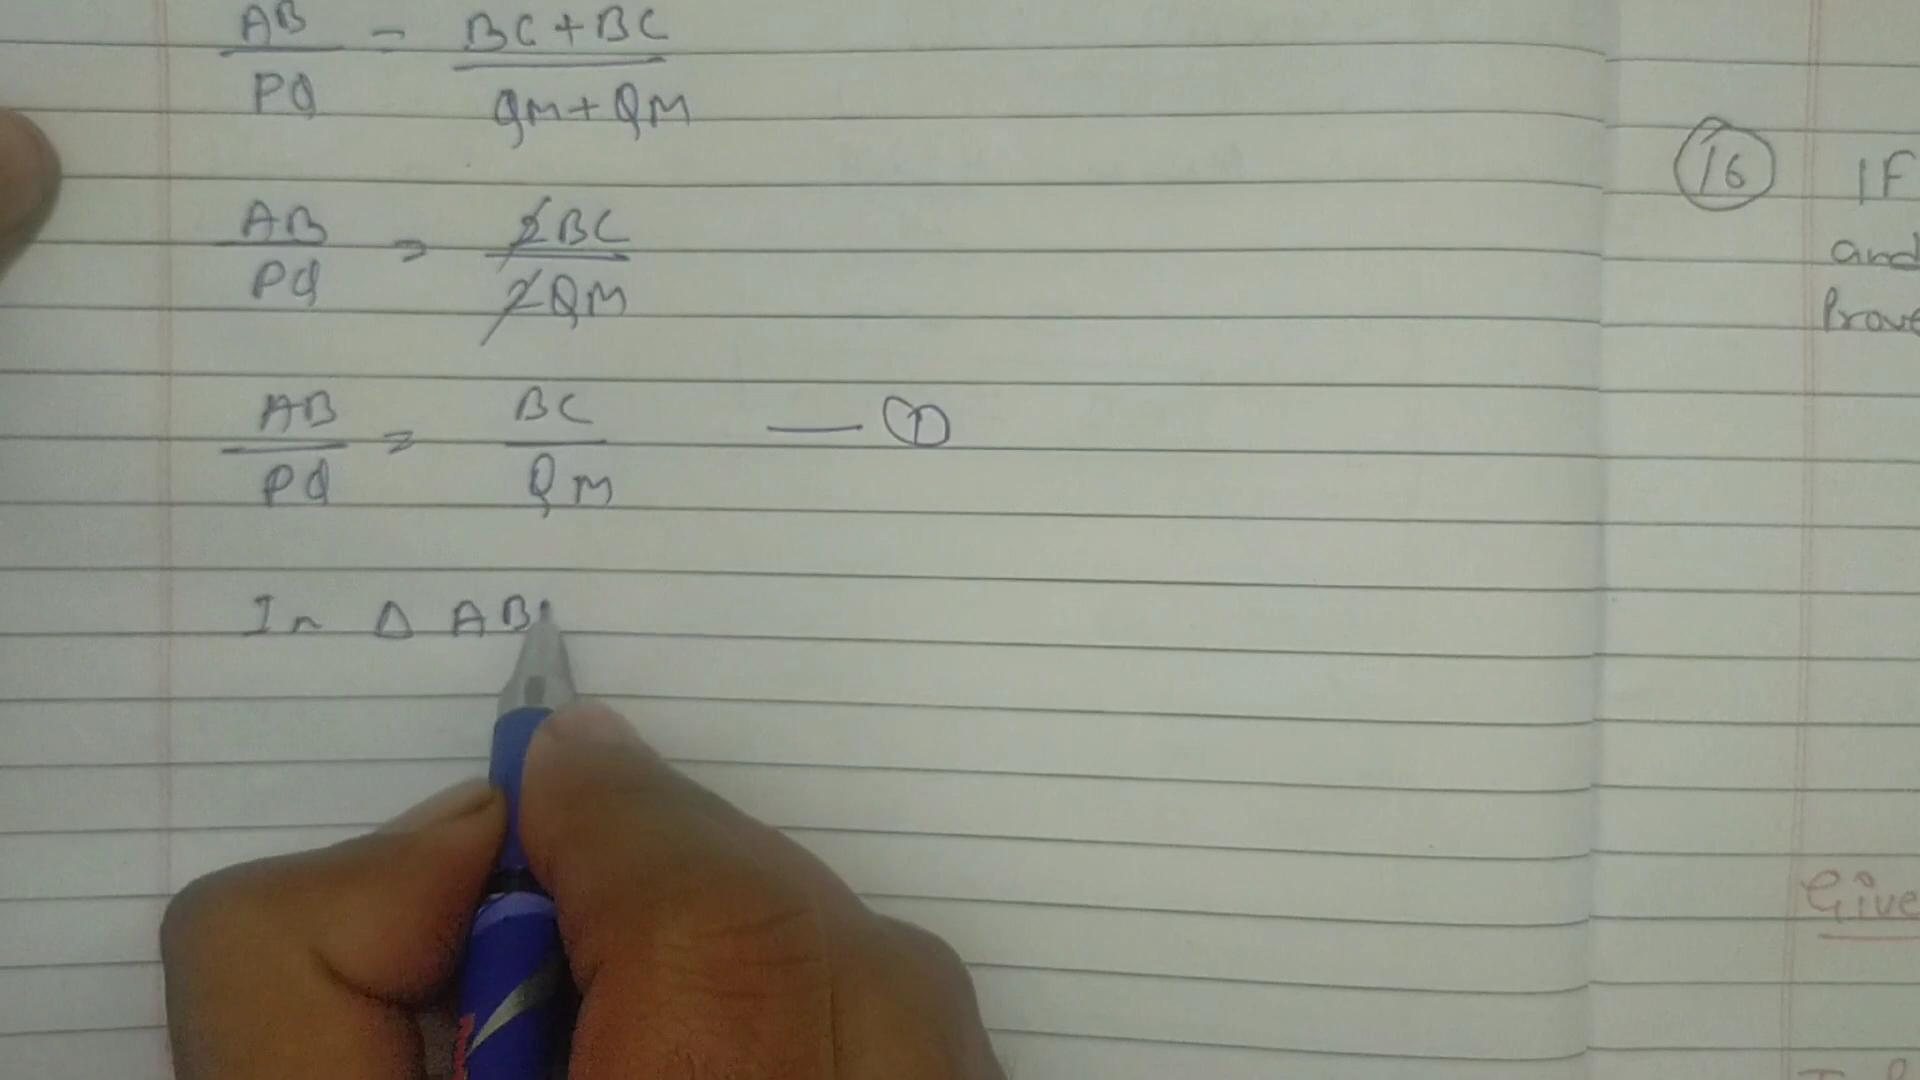 AB/PQ = BC+BC/QM+QM
AB/PQ = 2BC/2QM
AB/PQ = BC/QM — ①
In Δ AB
16 IF
and
Prove
Give